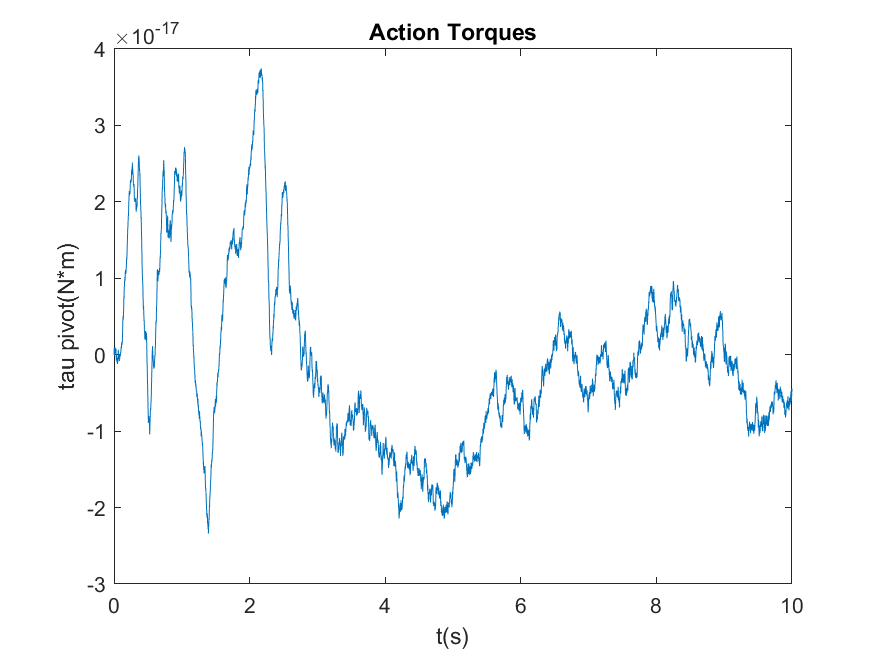 Action Torques
×10-17
4
3
2
1
0
-1
-2
-3
tau pivot(N*m)
0 2 4 6 8 10
t(s)